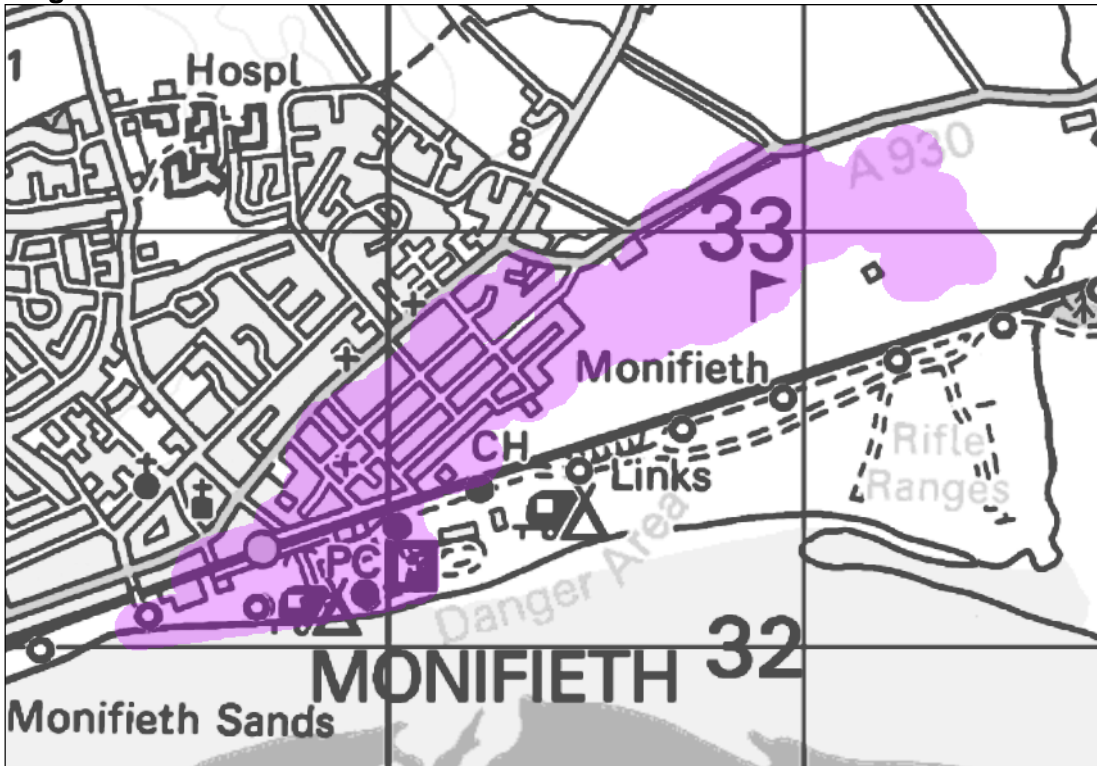 1
Hospl
8
A 930
33
Monifieth
CH
Links
Rifle
Ranges
PC
Danger Area
32
MONIFIETH
Monifieth Sands